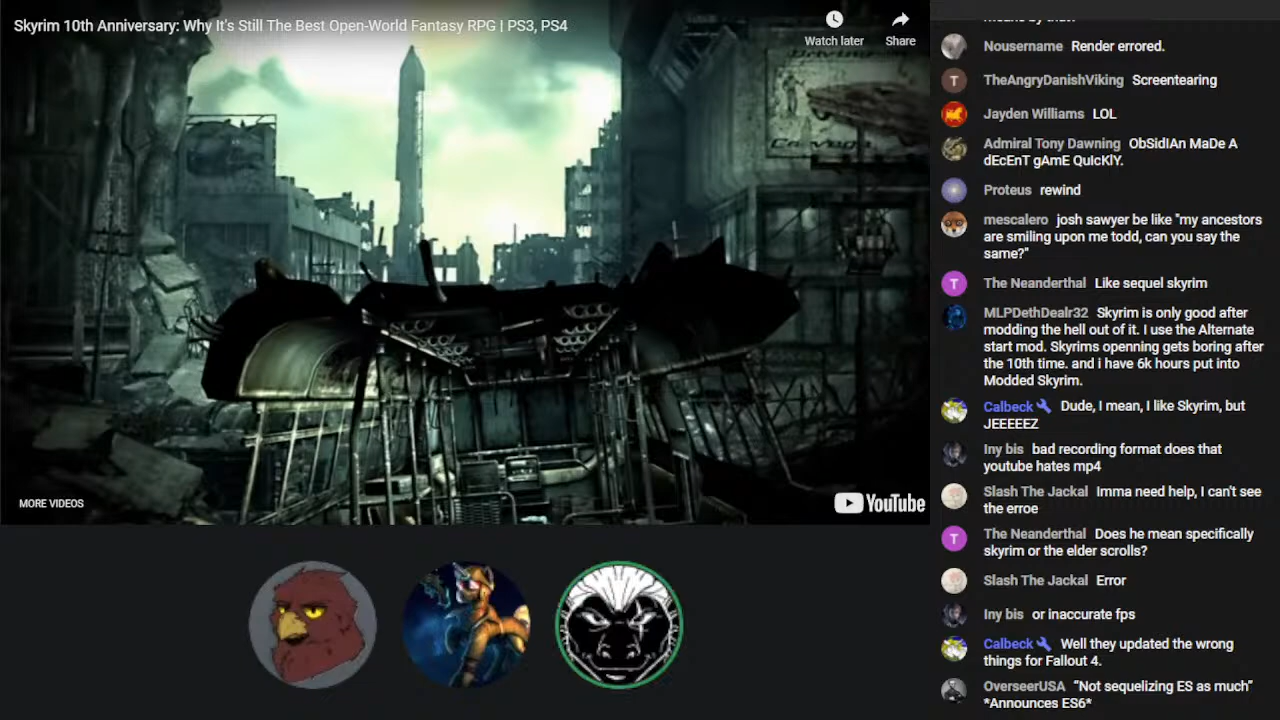 Skyrim 10th Anniversary: Why It's Still The Best Open-World Fantasy RPG | PS3, PS4
Watch later
Share
MORE VIDEOS
YouTube
Nousername Render errored.
T
TheAngryDanishViking Screentearing
Jayden Williams LOL
Admiral Tony Dawning ObSidIAn MaDe A
dEcEnT gAmE QuIcKlY.
Proteus rewind
mescalero josh sawyer be like "my ancestors
are smiling upon me todd, can you say the
same?"
T
The Neanderthal Like sequel skyrim
MLPDethDealr32 Skyrim is only good after
modding the hell out of it. I use the Alternate
start mod. Skyrims openning gets boring after
the 10th time. and i have 6k hours put into
Modded Skyrim.
Calbeck Dude, I mean, I like Skyrim, but
JEEEEEZ
Iny bis bad recording format does that
youtube hates mp4
Slash The Jackal Imma need help, I can't see
the erroe
T
The Neanderthal Does he mean specifically
skyrim or the elder scrolls?
Slash The Jackal Error
Iny bis or inaccurate fps
Calbeck Well they updated the wrong
things for Fallout 4.
OverseerUSA “Not sequelizing ES as much”
*Announces ES6*